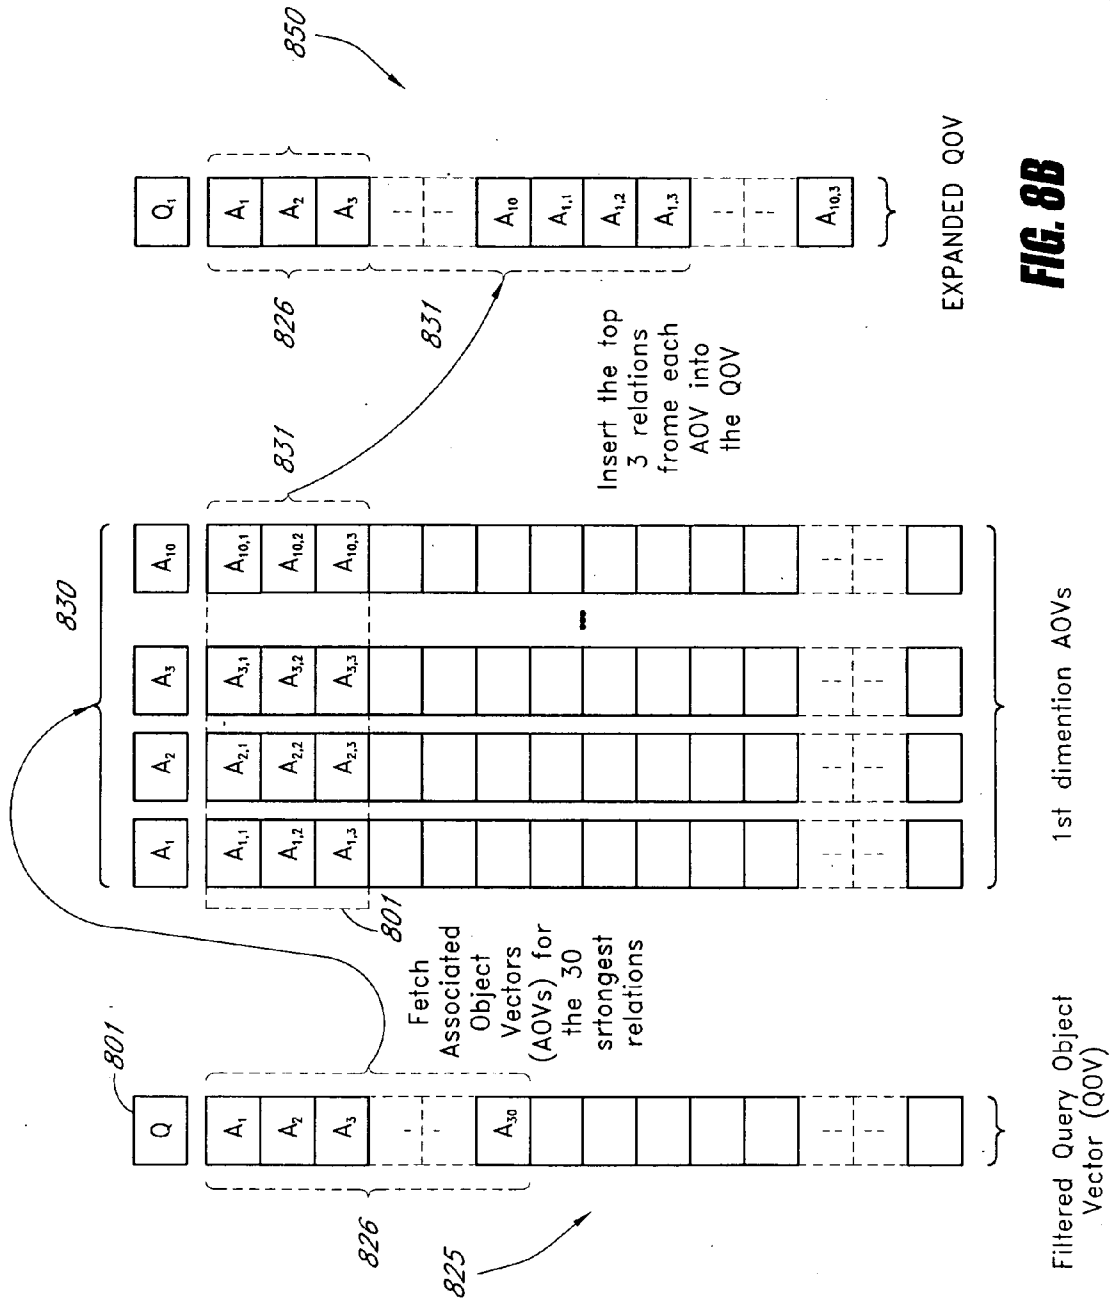 801
Q
A1
A2
A3
A30
826
825
Filtered Query Object
Vector (QOV)
Fetch
Associated
Object
Vectors
(AOVs) for
the 30
srtongest
relations
830
A1
A2
A3
A10
A1,1
A2,1
A3,1
A10,1
A1,2
A2,2
A3,2
A10,2
A1,3
A2,3
A3,3
A10,3
801
831
1st dimention AOVs
Insert the top
3 relations
frome each
AOV into
the QOV
850
Q1
A1
A2
A3
A10
A1,1
A1,2
A1,3
A10,3
826
831
EXPANDED QOV
FIG. 8B